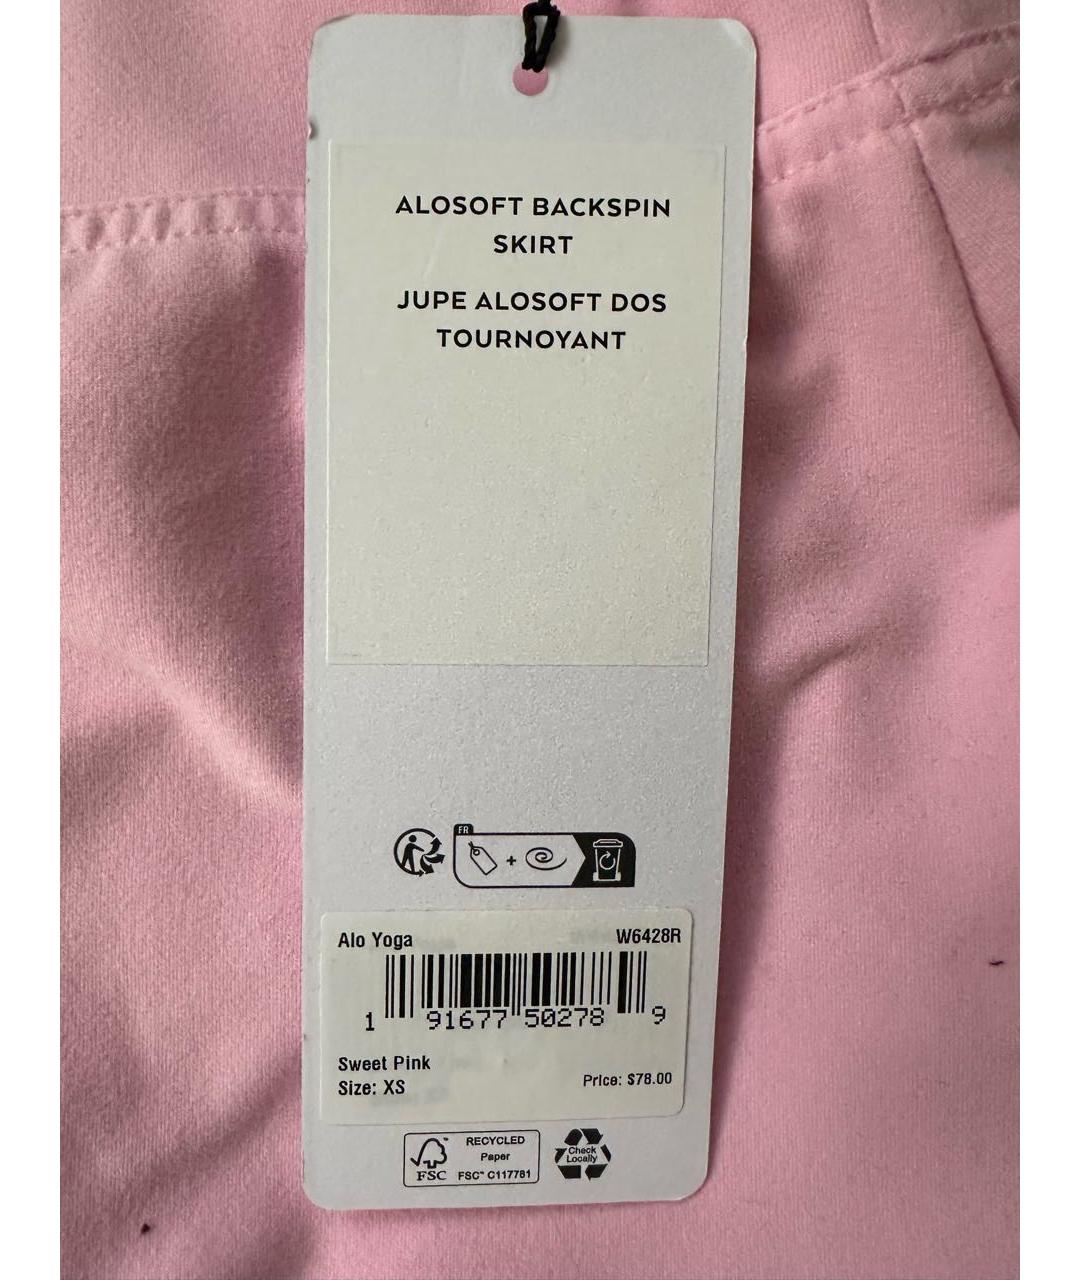 ALOSOFT BACKSPIN
SKIRT
JUPE ALOSOFT DOS
TOURNOYANT
FR
+
Alo Yoga W6428R
1 91677 50278 9
Sweet Pink
Size: XS Price: $78.00
RECYCLED
Paper
FSC FSC™ C117781
Check
Locally